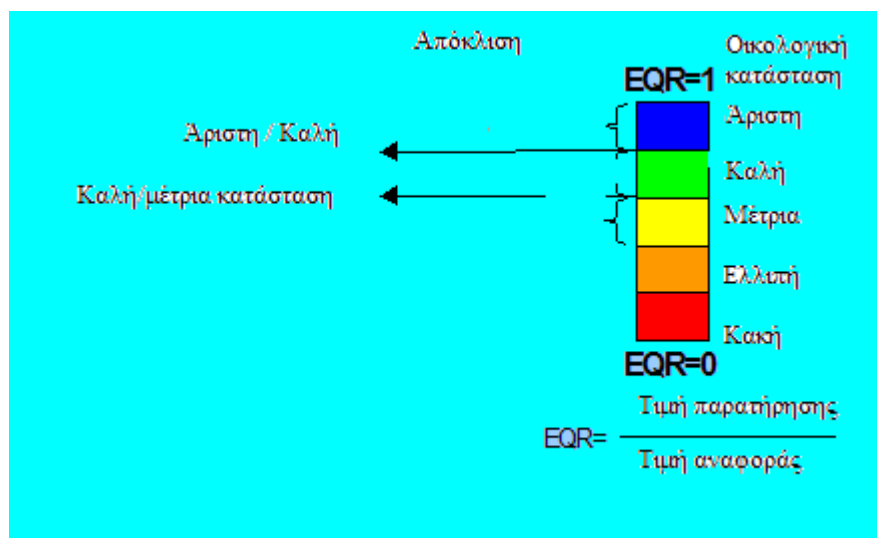 Απόκλιση
Οικολογική
κατάσταση
EQR=1
Άριστη
Άριστη / Καλή
Καλή
Καλή/μέτρια κατάσταση
Μέτρια
Ελλιπή
Κακή
EQR=0
Τιμή παρατήρησης
EQR=
Τιμή αναφοράς